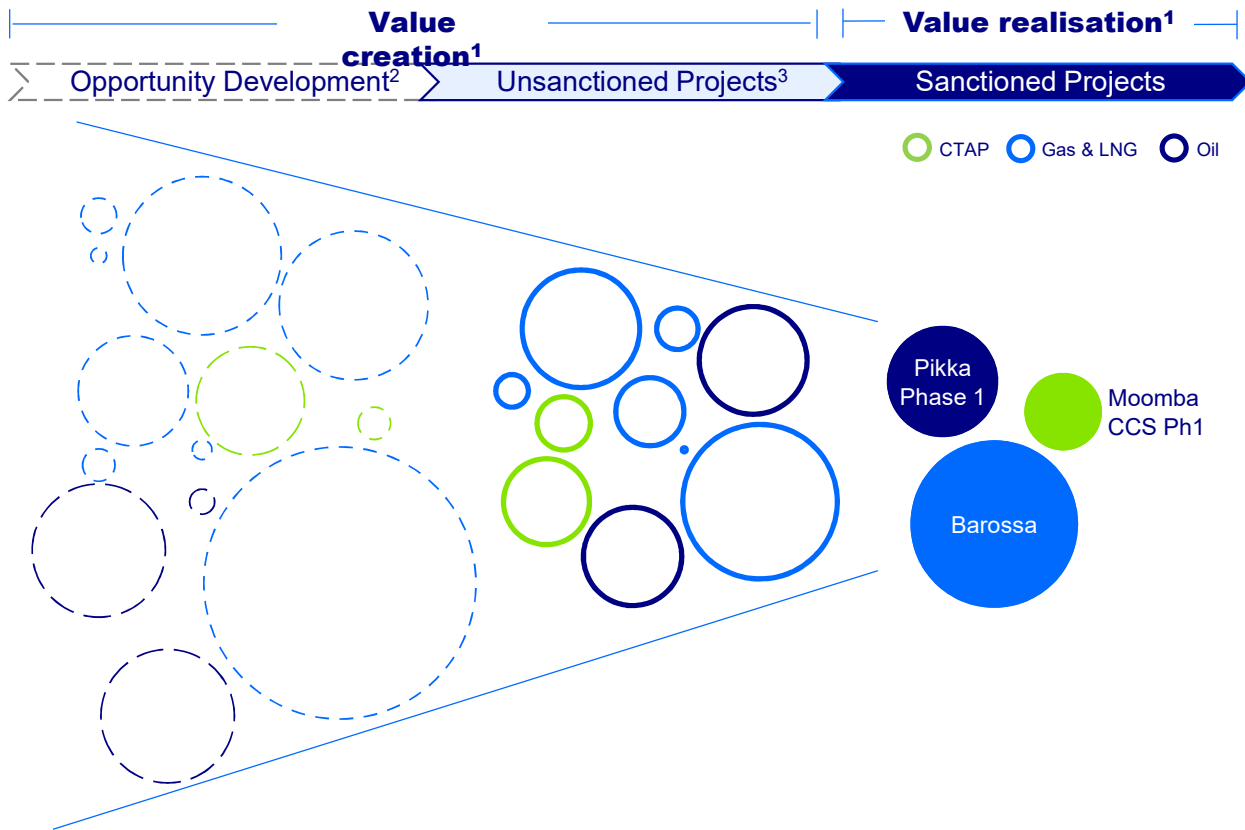 Value
creation¹
Value realisation¹
Opportunity Development²
Unsanctioned Projects³
Sanctioned Projects
CTAP
Gas & LNG
Oil
Pikka
Phase 1
Moomba
CCS Ph1
Barossa